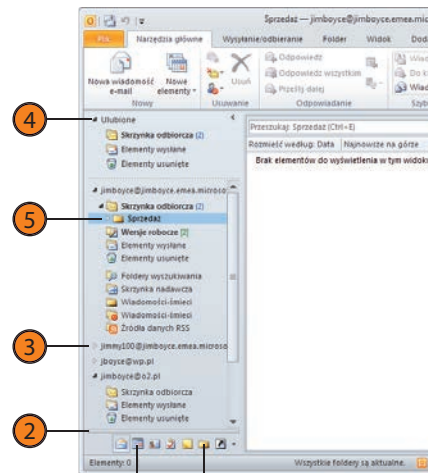 Sprzedaż — jimboyce@jimboyce.emea.mic
Plik Narzędzia główne Wysyłanie/odbieranie Folder Widok Doda
Nowa wiadomość e-mail
Nowe elementy
Usuń
Odpowiedz
Odpowiedz wszystkim
Prześlij dalej
Nowy Usuwanie Odpowiadanie Szyb
4 Ulubione
Przeszukaj: Sprzedaż (Ctrl+E)
Skrzynka odbiorcza (2)
Rozmieść według: Data Najnowsze na górze
Elementy wysłane
Brak elementów do wyświetlenia w tym widoku
Elementy usunięte
jimboyce@jimboyce.emea.microso
Skrzynka odbiorcza (2)
5 Sprzedaż
Wersje robocze [2]
Elementy wysłane
Elementy usunięte
Foldery wyszukiwania
Skrzynka nadawcza
Wiadomości-śmieci
Wiadomości-śmieci
Źródła danych RSS
3 jimmy100@jimboyce.emea.microso
jboyce@wp.pl
jimboyce@o2.pl
Skrzynka odbiorcza
Elementy wysłane
Elementy usunięte
2
Elementy: 0 Wszystkie foldery są aktualne.